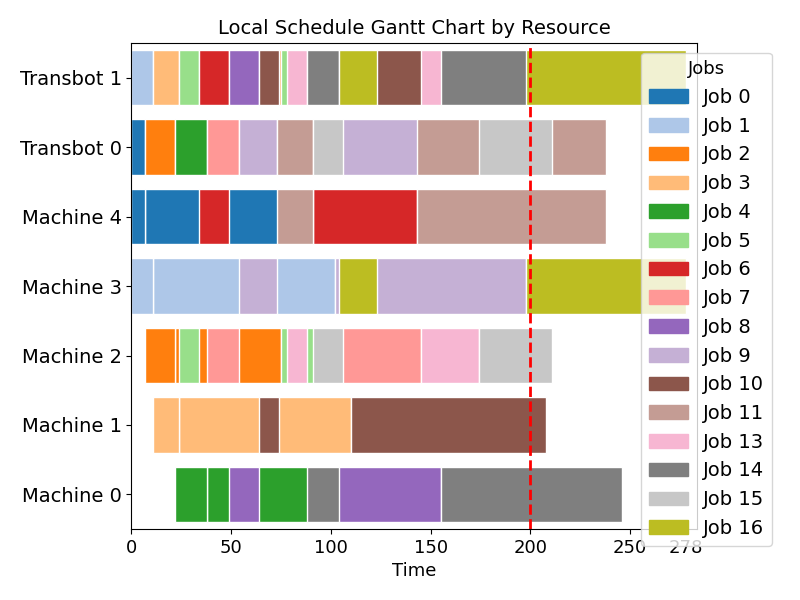 Local Schedule Gantt Chart by Resource
Transbot 1
Transbot 0
Machine 4
Machine 3
Machine 2
Machine 1
Machine 0
Jobs
Job 0
Job 1
Job 2
Job 3
Job 4
Job 5
Job 6
Job 7
Job 8
Job 9
Job 10
Job 11
Job 13
Job 14
Job 15
Job 16
0 50 100 150 200 250 278
Time